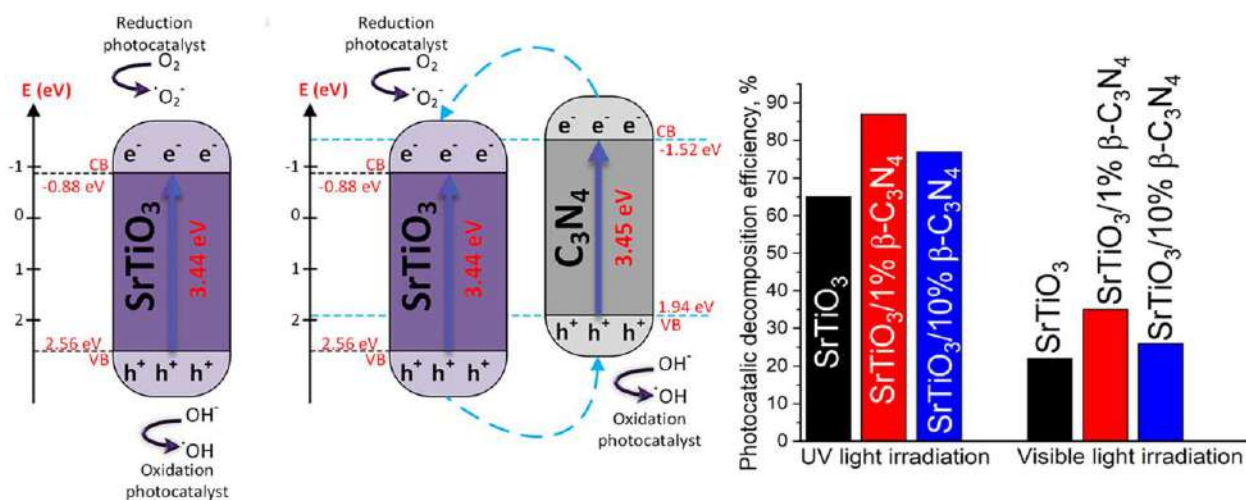 Reduction
photocatalyst
O₂
·O₂⁻
E (eV)
-1
0
1
2
e⁻ e⁻ e⁻
CB
-0.88 eV
SrTiO₃
3.44 eV
2.56 eV
VB
h⁺ h⁺ h⁺
OH⁻
·OH
Oxidation
photocatalyst
Reduction
photocatalyst
O₂
·O₂⁻
E (eV)
-1
0
1
2
e⁻ e⁻ e⁻
CB
-0.88 eV
SrTiO₃
3.44 eV
2.56 eV
VB
h⁺ h⁺ h⁺
e⁻ e⁻ e⁻
CB
-1.52 eV
C₃N₄
3.45 eV
1.94 eV
VB
h⁺ h⁺ h⁺
OH⁻
·OH
Oxidation
photocatalyst
Photocatalic decomposition efficiency, %
90
80
70
60
50
40
30
20
10
0
SrTiO₃
SrTiO₃/1% β-C₃N₄
SrTiO₃/10% β-C₃N₄
SrTiO₃
SrTiO₃/1% β-C₃N₄
SrTiO₃/10% β-C₃N₄
UV light irradiation
Visible light irradiation